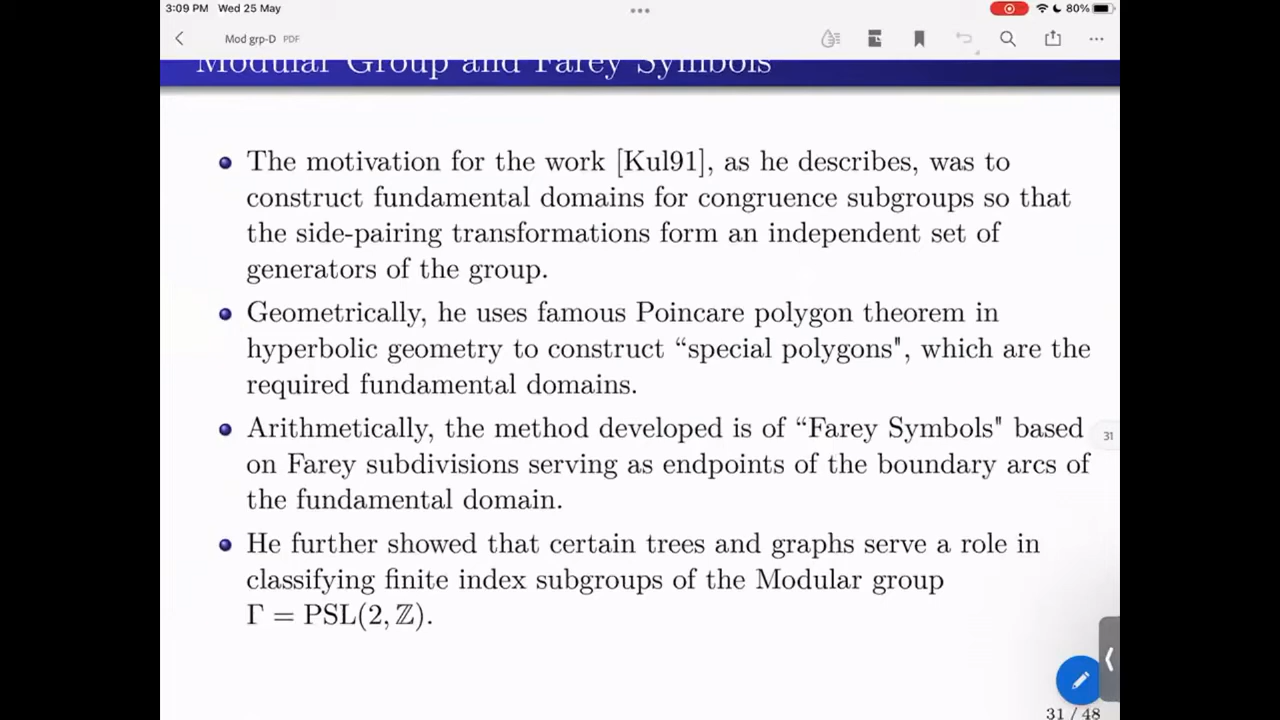 3:09 PM Wed 25 May
80%
Mod grp-D PDF
Modular Group and Farey Symbols
The motivation for the work [Kul91], as he describes, was to
construct fundamental domains for congruence subgroups so that
the side-pairing transformations form an independent set of
generators of the group.
Geometrically, he uses famous Poincare polygon theorem in
hyperbolic geometry to construct “special polygons", which are the
required fundamental domains.
Arithmetically, the method developed is of “Farey Symbols" based
on Farey subdivisions serving as endpoints of the boundary arcs of
the fundamental domain.
31
He further showed that certain trees and graphs serve a role in
classifying finite index subgroups of the Modular group
Γ = PSL(2, ℤ).
31 / 48